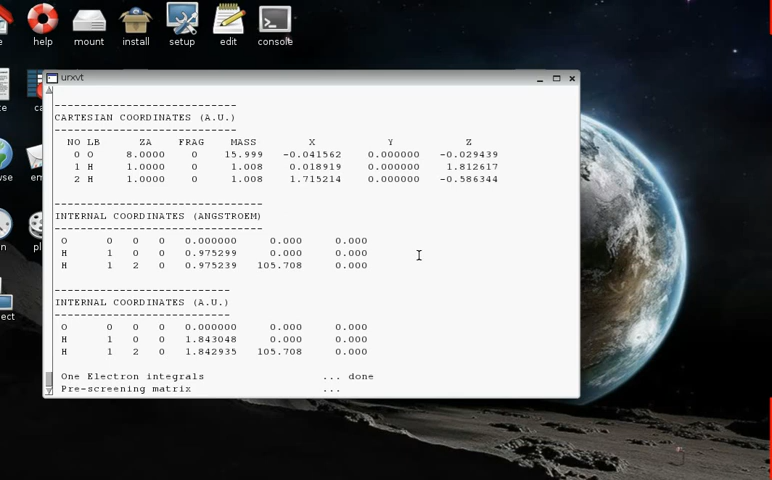 e help mount install setup edit console
urxvt
CARTESIAN COORDINATES (A.U.)
NO LB ZA FRAG MASS X Y Z
0 O 8.0000 0 15.999 -0.041562 0.000000 -0.029439
1 H 1.0000 0 1.008 0.018919 0.000000 1.812617
2 H 1.0000 0 1.008 1.715214 0.000000 -0.586344
INTERNAL COORDINATES (ANGSTROEM)
O 0 0 0 0.000000 0.000 0.000
H 1 0 0 0.975299 0.000 0.000
H 1 2 0 0.975239 105.708 0.000
INTERNAL COORDINATES (A.U.)
O 0 0 0 0.000000 0.000 0.000
H 1 0 0 1.843048 0.000 0.000
H 1 2 0 1.842935 105.708 0.000
One Electron integrals ... done
Pre-screening matrix ...
te ca
wse em
n pl
ect